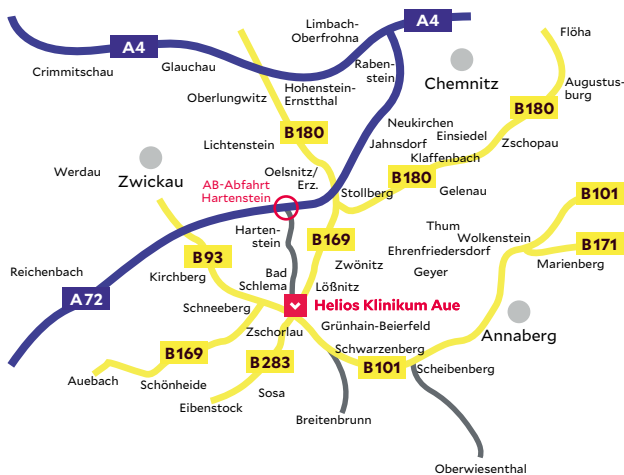 Limbach-
Oberfrohna
A4
Flöha
A4
Crimmitschau
Glauchau
Raben-
stein
Chemnitz
Augustus-
burg
Oberlungwitz
Hohenstein-
Ernstthal
B180
Neukirchen
Einsiedel
B180
Lichtenstein
Jahnsdorf
Zschopau
Klaffenbach
Werdau
Zwickau
Oelsnitz/
Erz.
B180
AB-Abfahrt
Hartenstein
Stollberg
Gelenau
B101
Harten-
stein
B169
Thum
Wolkenstein
B171
B93
Ehrenfriedersdorf
Zwönitz
Marienberg
Reichenbach
Kirchberg
Bad
Schlema
Geyer
Lößnitz
A72
Schneeberg
Helios Klinikum Aue
Zschorlau
Grünhain-Beierfeld
Annaberg
B169
Schwarzenberg
B283
B101
Scheibenberg
Auebach
Schönheide
Sosa
Eibenstock
Breitenbrunn
Oberwiesenthal